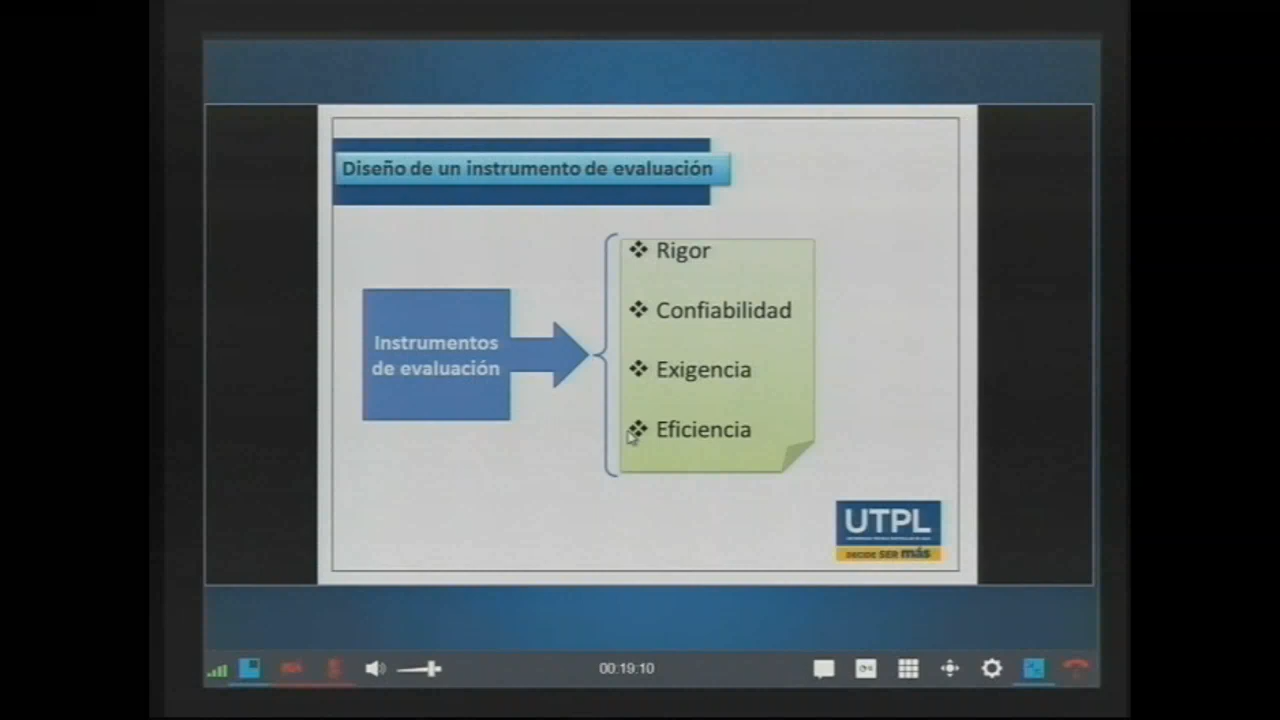 Diseño de un instrumento de evaluación
Instrumentos
de evaluación
Rigor
Confiabilidad
Exigencia
Eficiencia
UTPL
DECIDE SER más
00:19:10